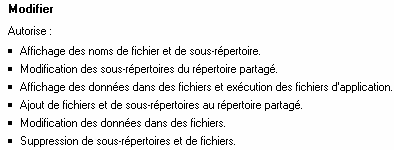 Modifier
Autorise :
▪ Affichage des noms de fichier et de sous-répertoire.
▪ Modification des sous-répertoires du répertoire partagé.
▪ Affichage des données dans des fichiers et exécution des fichiers d'application.
▪ Ajout de fichiers et de sous-répertoires au répertoire partagé.
▪ Modification des données dans des fichiers.
▪ Suppression de sous-répertoires et de fichiers.